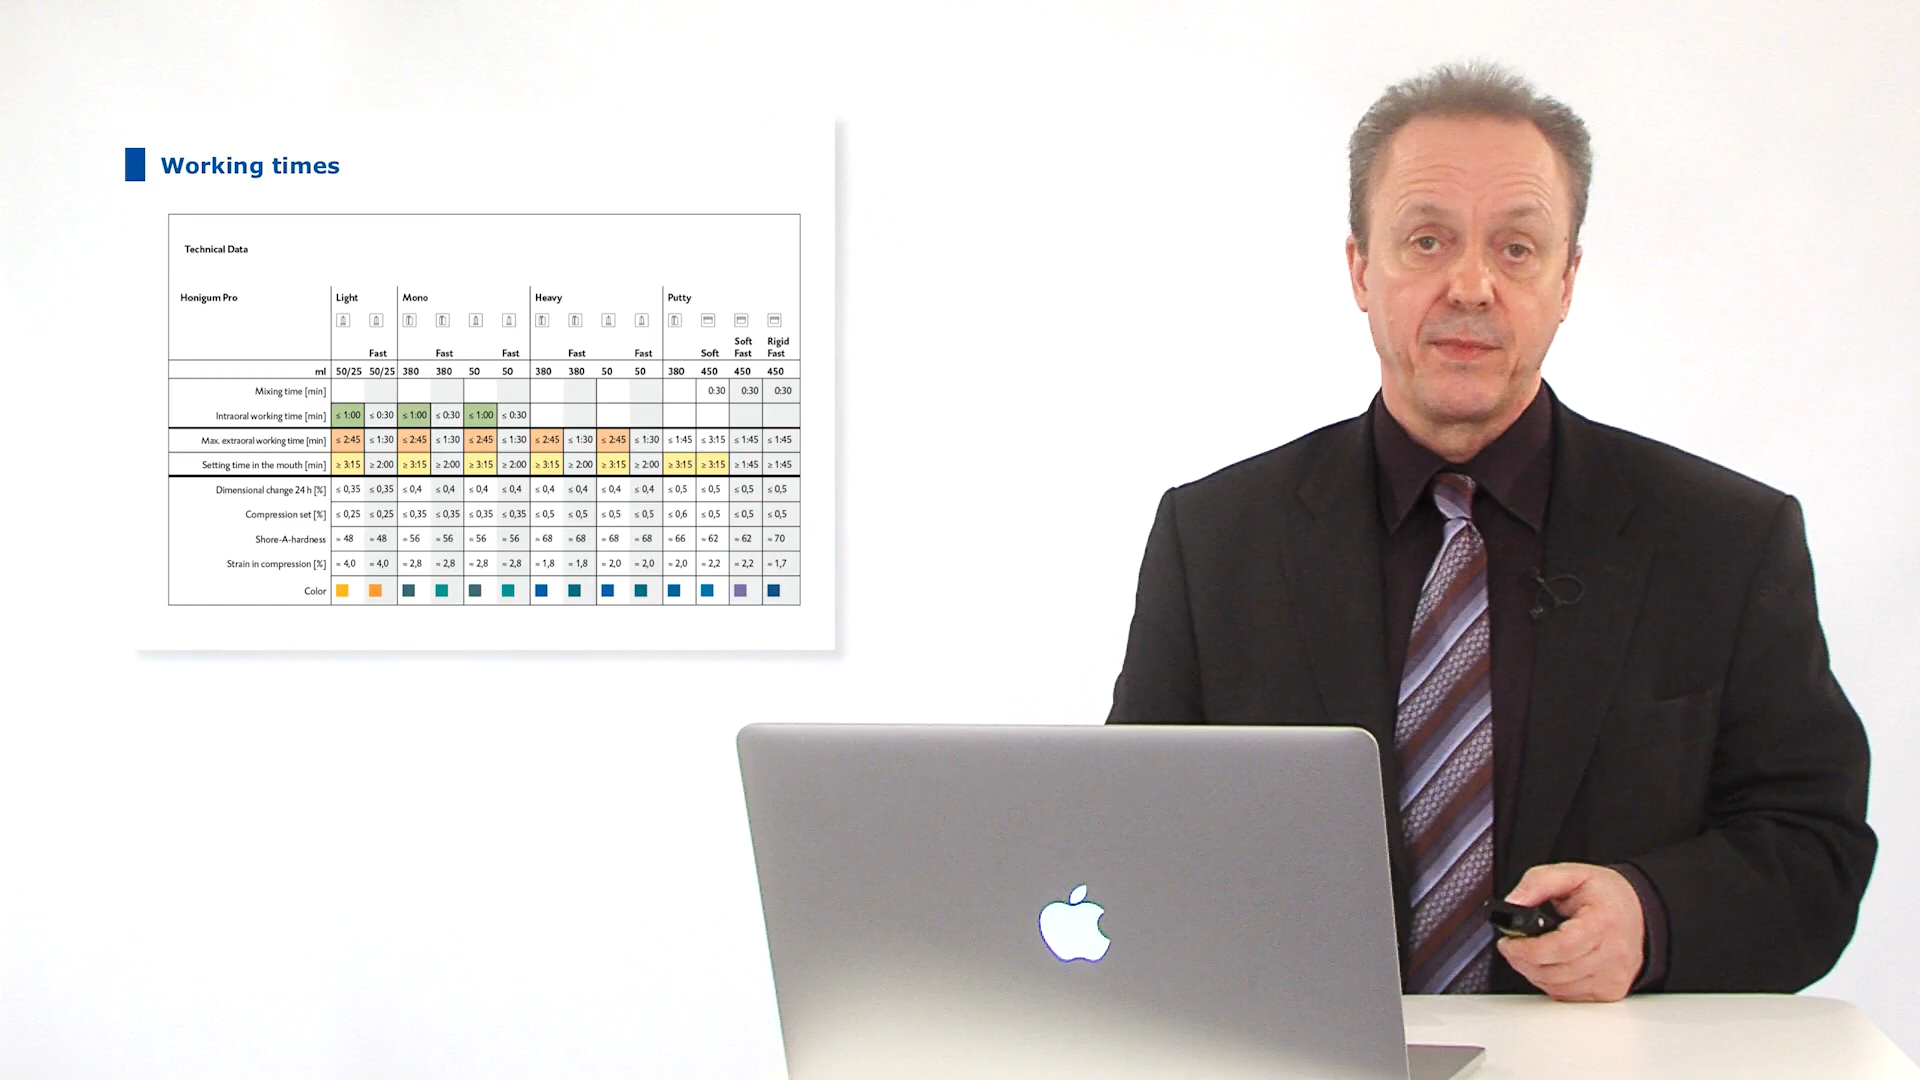 Working times
Technical Data
Honigum Pro Light Mono Heavy Putty
Soft Rigid
Fast Fast Fast Fast Fast Soft Fast Fast
ml 50/25 50/25 380 380 50 50 380 380 50 50 380 450 450 450
Mixing time [min] 0:30 0:30 0:30
Intraoral working time [min] ≤ 1:00 ≤ 0:30 ≤ 1:00 ≤ 0:30 ≤ 1:00 ≤ 0:30
Max. extraoral working time [min] ≤ 2:45 ≤ 1:30 ≤ 2:45 ≤ 1:30 ≤ 2:45 ≤ 1:30 ≤ 2:45 ≤ 1:30 ≤ 2:45 ≤ 1:30 ≤ 1:45 ≤ 3:15 ≤ 1:45 ≤ 1:45
Setting time in the mouth [min] ≥ 3:15 ≥ 2:00 ≥ 3:15 ≥ 2:00 ≥ 3:15 ≥ 2:00 ≥ 3:15 ≥ 2:00 ≥ 3:15 ≥ 2:00 ≥ 3:15 ≥ 3:15 ≥ 1:45 ≥ 1:45
Dimensional change 24 h [%] ≤ 0,35 ≤ 0,35 ≤ 0,4 ≤ 0,4 ≤ 0,4 ≤ 0,4 ≤ 0,4 ≤ 0,4 ≤ 0,4 ≤ 0,4 ≤ 0,5 ≤ 0,5 ≤ 0,5 ≤ 0,5
Compression set [%] ≤ 0,25 ≤ 0,25 ≤ 0,35 ≤ 0,35 ≤ 0,35 ≤ 0,35 ≤ 0,5 ≤ 0,5 ≤ 0,5 ≤ 0,5 ≤ 0,6 ≤ 0,5 ≤ 0,5 ≤ 0,5
Shore-A-hardness ≈ 48 ≈ 48 ≈ 56 ≈ 56 ≈ 56 ≈ 56 ≈ 68 ≈ 68 ≈ 68 ≈ 68 ≈ 66 ≈ 62 ≈ 62 ≈ 70
Strain in compression [%] ≈ 4,0 ≈ 4,0 ≈ 2,8 ≈ 2,8 ≈ 2,8 ≈ 2,8 ≈ 1,8 ≈ 1,8 ≈ 2,0 ≈ 2,0 ≈ 2,0 ≈ 2,2 ≈ 2,2 ≈ 1,7
Color